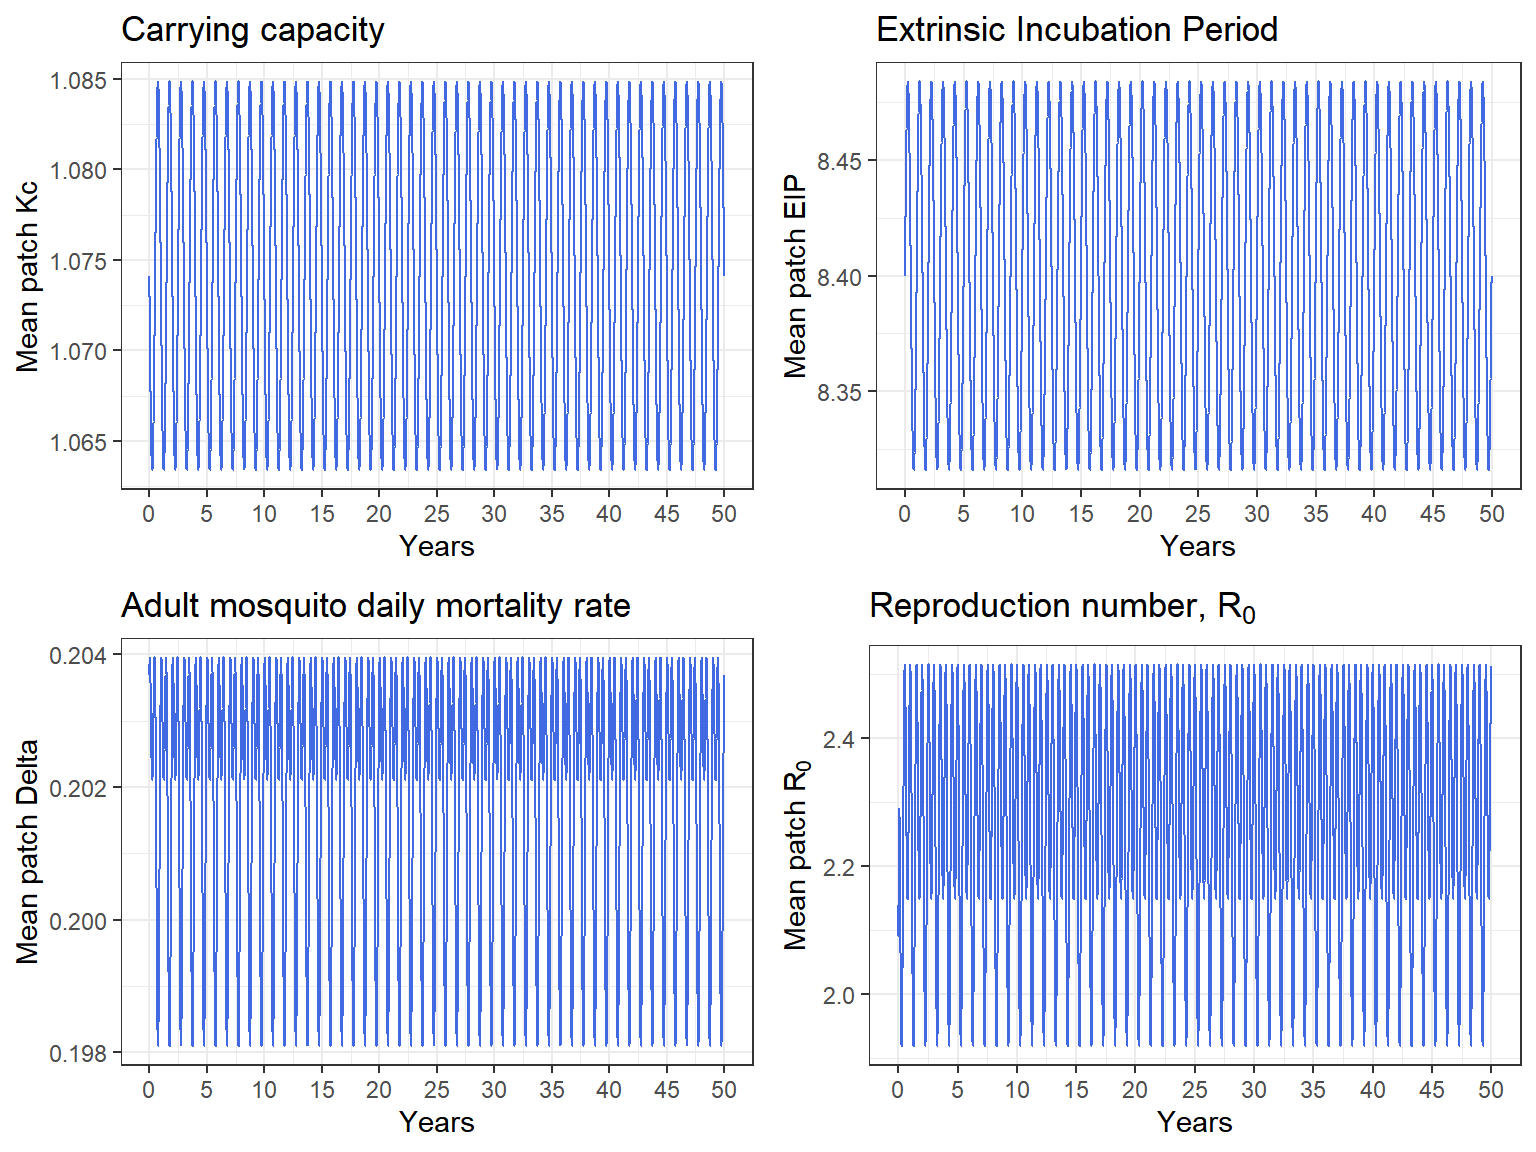 Carrying capacity
Mean patch Kc
1.085
1.080
1.075
1.070
1.065
0 5 10 15 20 25 30 35 40 45 50
Years
Extrinsic Incubation Period
Mean patch EIP
8.45
8.40
8.35
0 5 10 15 20 25 30 35 40 45 50
Years
Adult mosquito daily mortality rate
Mean patch Delta
0.204
0.202
0.200
0.198
0 5 10 15 20 25 30 35 40 45 50
Years
Reproduction number, R₀
Mean patch R₀
2.4
2.2
2.0
0 5 10 15 20 25 30 35 40 45 50
Years